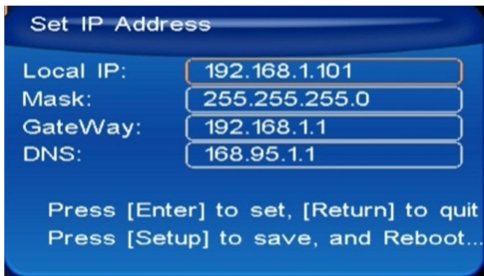 Set IP Address
Local IP: 192.168.1.101
Mask: 255.255.255.0
GateWay: 192.168.1.1
DNS: 168.95.1.1
Press [Enter] to set, [Return] to quit
Press [Setup] to save, and Reboot...